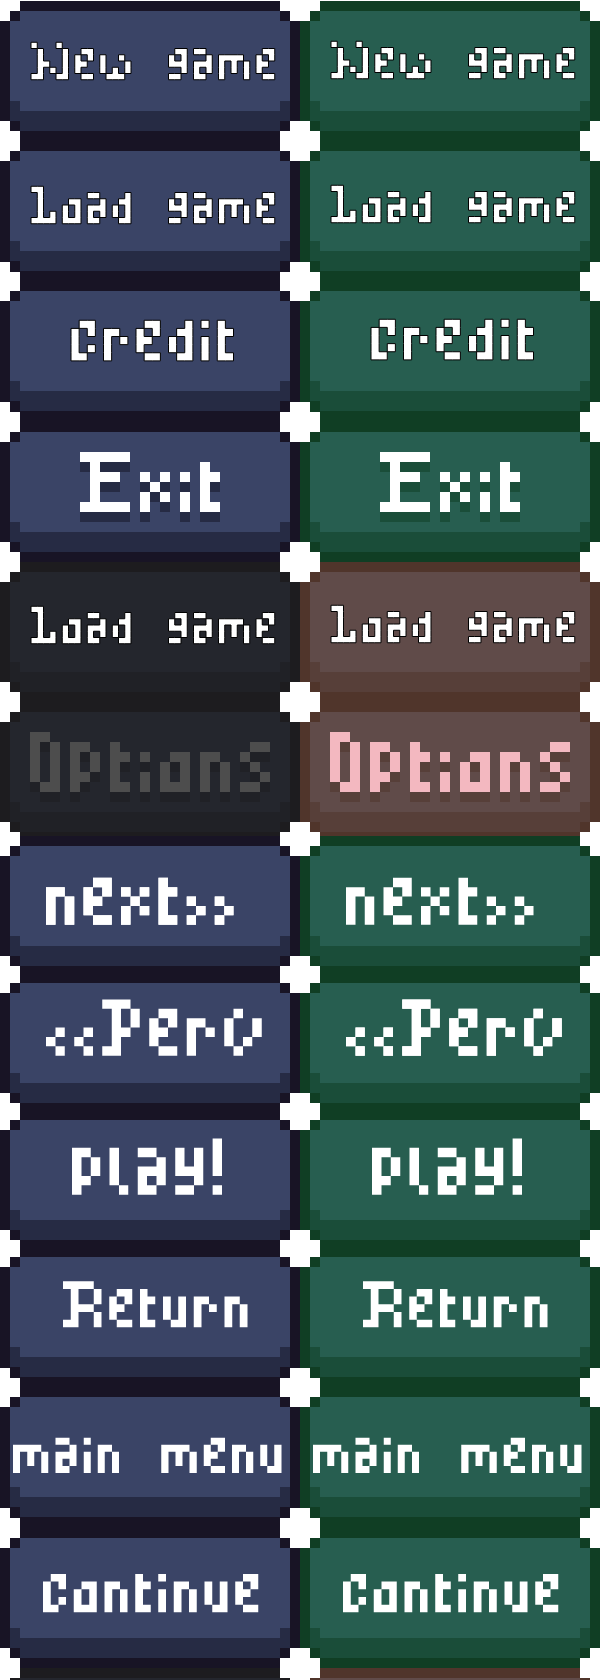 New game New game
Load game Load game
Credit Credit
Exit Exit
Load game Load game
Options Options
next>> next>>
<<Perv <<Perv
play! play!
Return Return
main menu main menu
Continue Continue